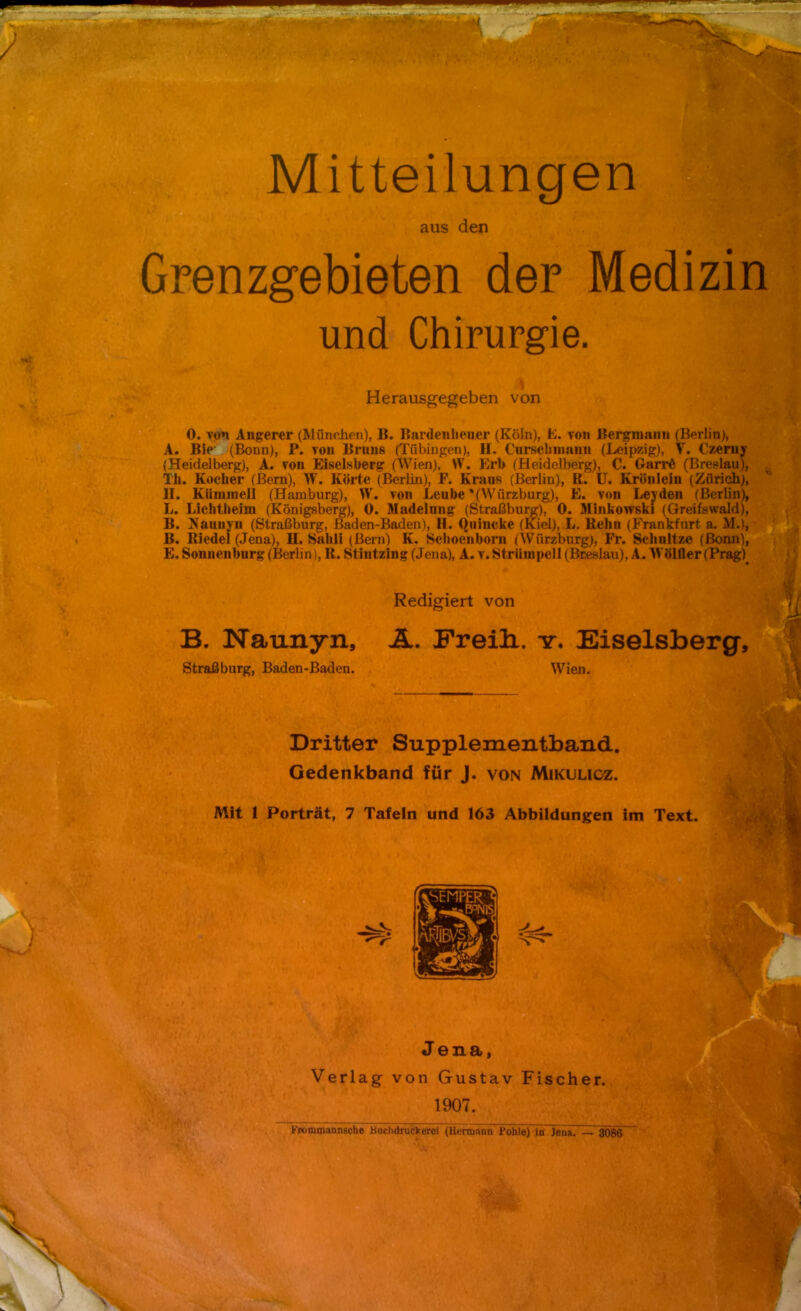 Mitteilungen
aus den
Grenzgebieten der Medizin
und Chirurgie.
Herausgegeben von
O. von Angerer (München), B. Bardenheuer (Köln), E. von Bergmann (Berlin),
A. Bier (Bonn), P. von Bruns (Tübingen), H. Curschmann (Leipzig), V. Czerny
(Heidelberg), A. von Eiselsberg (Wien), W. Erb (Heidelberg), C. Garrè (Breslau),
Th. Kocher (Bern), W. Körte (Berlin), F. Kraus (Berlin), R. U. Krönlein (Zürich),
H. Kümmell (Hamburg), W. von Leube (Würzburg), E. von Leyden (Berlin),
L. Lichtheim (Königsberg), O. Madelung (Straßburg), O. Minkowski (Greifswald),
B. Naunyn (Straßburg, Baden-Baden), H. Quincke (Kiel), L. Rehn (Frankfurt a. M.),
B. Riedel (Jena), H. Sahli (Bern) K. Schoenborn (Würzburg), Fr. Schultze (Bonn),
E. Sonnenburg (Berlin), R. Stintzing (Jena), A. v. Strümpell (Breslau), A. Wölfler (Prag)
Redigiert von
B. Naunyn, A. Freih. v. Eiselsberg,
Straßburg, Baden-Baden. Wien.
Dritter Supplementband.
Gedenkband für J. VON MIKULICZ.
Mit 1 Porträt, 7 Tafeln und 163 Abbildungen im Text.
SEMPER
BONIS
ARTIBVS
Jena,
Verlag von Gustav Fischer.
1907.
Frommannsche Buchdruckerei (Hermann Pohle) in Jena. — 3086